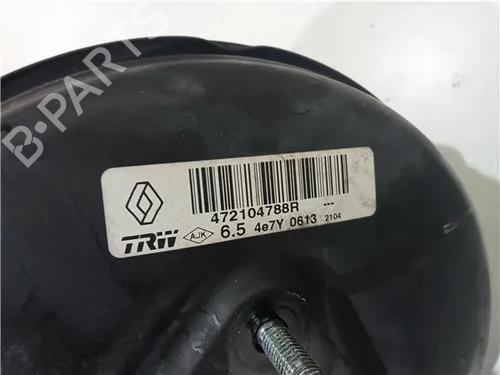 B-PARTS
472104788R ---
TRW AJK 6.5 4e7Y 0613 2104